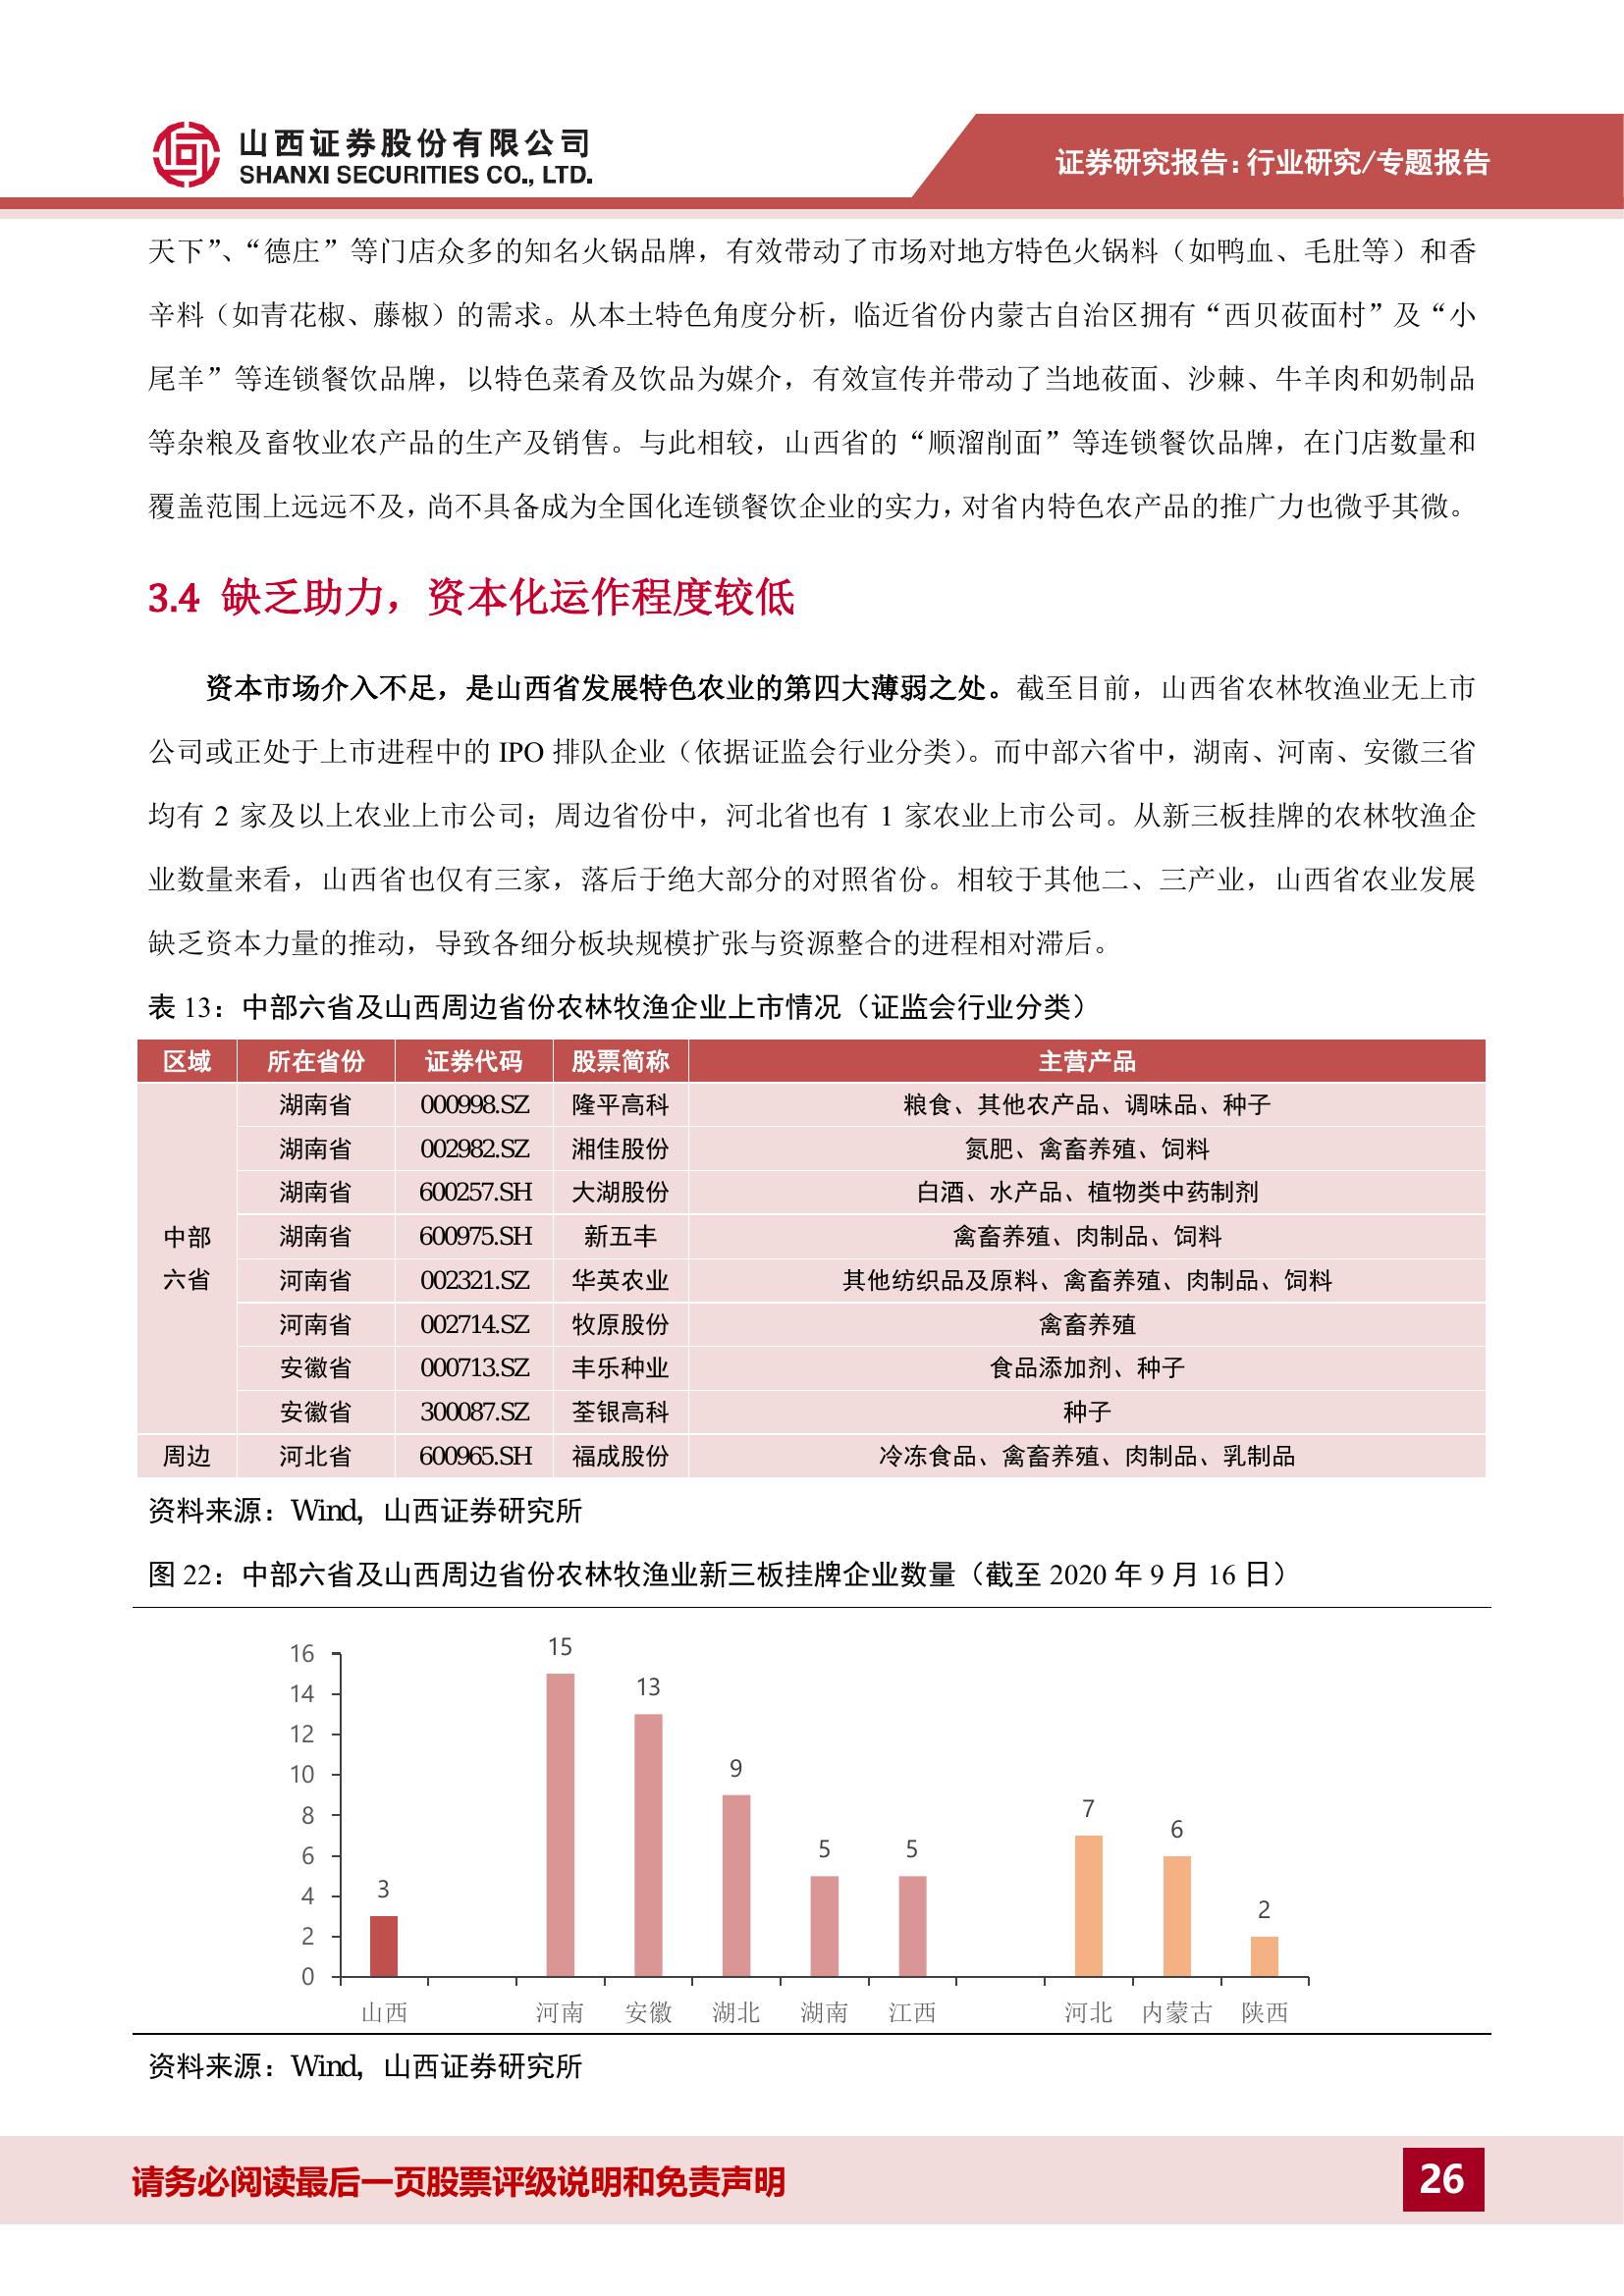 山西证券股份有限公司
SHANXI SECURITIES CO., LTD.
证券研究报告:行业研究/专题报告
天下”、“德庄”等门店众多的知名火锅品牌，有效带动了市场对地方特色火锅料（如鸭血、毛肚等）和香
辛料（如青花椒、藤椒）的需求。从本土特色角度分析，临近省份内蒙古自治区拥有“西贝莜面村”及“小
尾羊”等连锁餐饮品牌，以特色菜肴及饮品为媒介，有效宣传并带动了当地莜面、沙棘、牛羊肉和奶制品
等杂粮及畜牧业农产品的生产及销售。与此相较，山西省的“顺溜削面”等连锁餐饮品牌，在门店数量和
覆盖范围上远远不及，尚不具备成为全国化连锁餐饮企业的实力，对省内特色农产品的推广力也微乎其微。
3.4 缺乏助力，资本化运作程度较低
资本市场介入不足，是山西省发展特色农业的第四大薄弱之处。截至目前，山西省农林牧渔业无上市
公司或正处于上市进程中的 IPO 排队企业（依据证监会行业分类）。而中部六省中，湖南、河南、安徽三省
均有 2 家及以上农业上市公司；周边省份中，河北省也有 1 家农业上市公司。从新三板挂牌的农林牧渔企
业数量来看，山西省也仅有三家，落后于绝大部分的对照省份。相较于其他二、三产业，山西省农业发展
缺乏资本力量的推动，导致各细分板块规模扩张与资源整合的进程相对滞后。
表 13：中部六省及山西周边省份农林牧渔企业上市情况（证监会行业分类）
区域 所在省份 证券代码 股票简称 主营产品
湖南省 000998.SZ 隆平高科 粮食、其他农产品、调味品、种子
湖南省 002982.SZ 湘佳股份 氮肥、禽畜养殖、饲料
湖南省 600257.SH 大湖股份 白酒、水产品、植物类中药制剂
中部 湖南省 600975.SH 新五丰 禽畜养殖、肉制品、饲料
六省 河南省 002321.SZ 华英农业 其他纺织品及原料、禽畜养殖、肉制品、饲料
河南省 002714.SZ 牧原股份 禽畜养殖
安徽省 000713.SZ 丰乐种业 食品添加剂、种子
安徽省 300087.SZ 荃银高科 种子
周边 河北省 600965.SH 福成股份 冷冻食品、禽畜养殖、肉制品、乳制品
资料来源：Wind，山西证券研究所
图 22：中部六省及山西周边省份农林牧渔业新三板挂牌企业数量（截至 2020 年 9 月 16 日）
16
14
12
10
8
6
4
2
0
3 15 13 9 5 5 7 6 2
山西 河南 安徽 湖北 湖南 江西 河北 内蒙古 陕西
资料来源：Wind，山西证券研究所
请务必阅读最后一页股票评级说明和免责声明
26